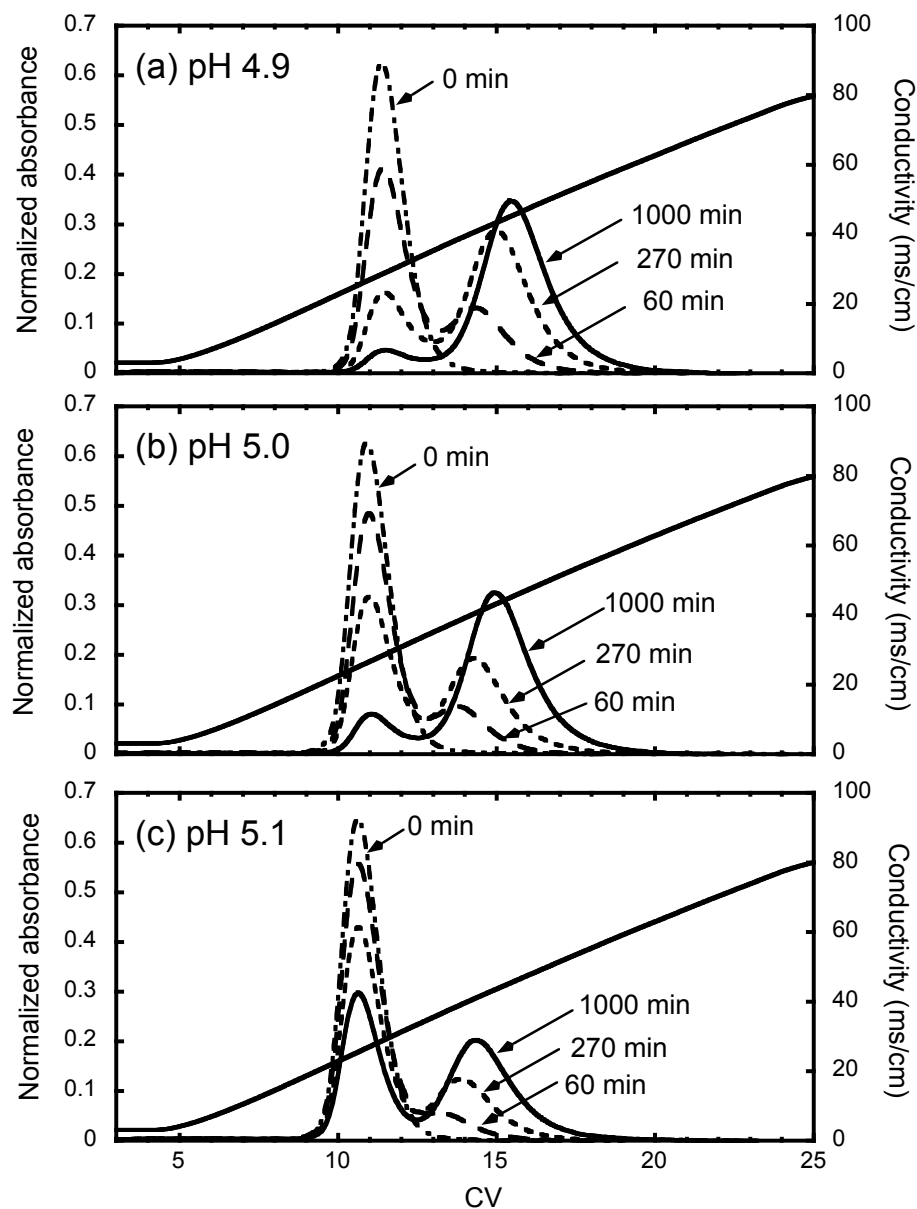 0.7
0.6
0.5
0.4
0.3
0.2
0.1
0
Normalized absorbance
(a) pH 4.9
0 min
1000 min
270 min
60 min
100
80
60
40
20
0
Conductivity (ms/cm)
0.7
0.6
0.5
0.4
0.3
0.2
0.1
0
Normalized absorbance
(b) pH 5.0
0 min
1000 min
270 min
60 min
100
80
60
40
20
0
Conductivity (ms/cm)
0.7
0.6
0.5
0.4
0.3
0.2
0.1
0
Normalized absorbance
(c) pH 5.1
0 min
1000 min
270 min
60 min
100
80
60
40
20
0
Conductivity (ms/cm)
5 10 15 20 25
CV